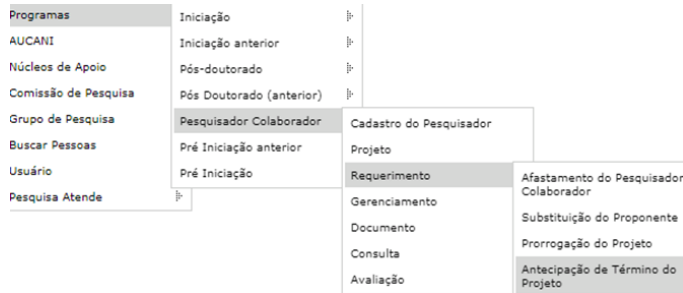 Programas
AUCANI
Núcleos de Apoio
Comissão de Pesquisa
Grupo de Pesquisa
Buscar Pessoas
Usuário
Pesquisa Atende
Iniciação
Iniciação anterior
Pós-doutorado
Pós Doutorado (anterior)
Pesquisador Colaborador
Pré Iniciação anterior
Pré Iniciação
Cadastro do Pesquisador
Projeto
Requerimento
Gerenciamento
Documento
Consulta
Avaliação
Afastamento do Pesquisador
Colaborador
Substituição do Proponente
Prorrogação do Projeto
Antecipação de Término do
Projeto